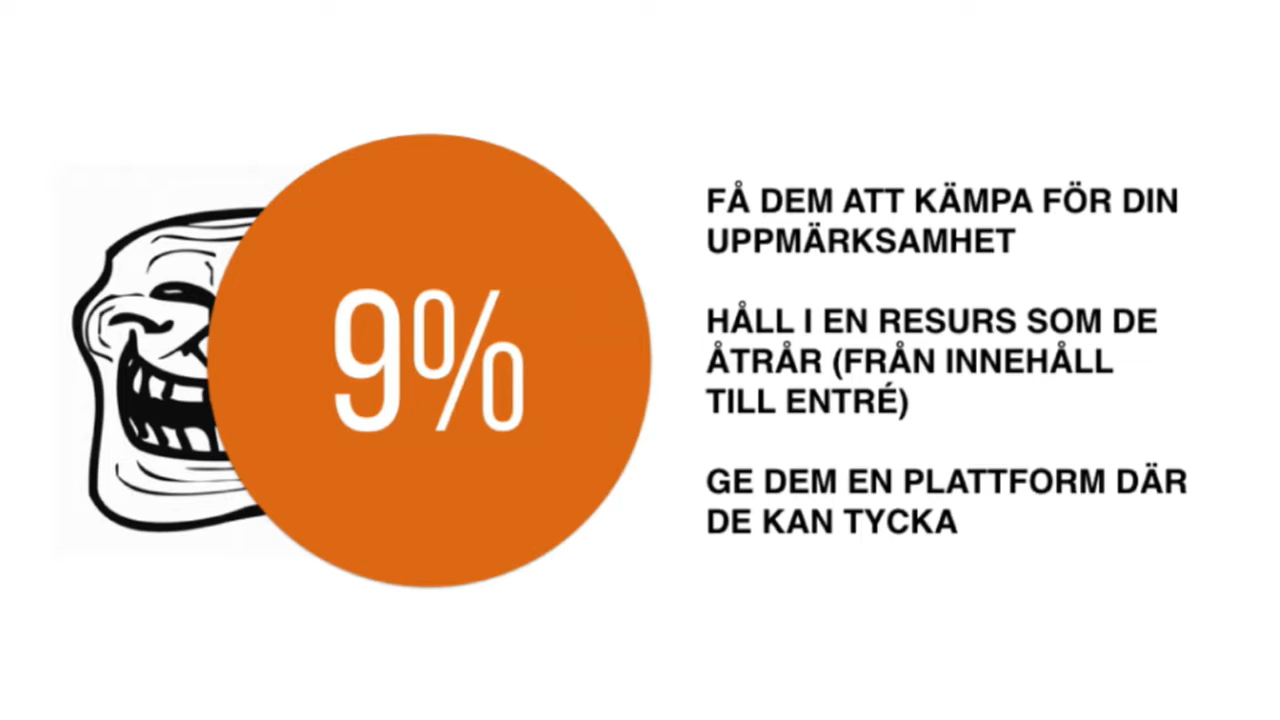 9%
FÅ DEM ATT KÄMPA FÖR DIN
UPPMÄRKSAMHET
HÅLL I EN RESURS SOM DE
ÅTRÅR (FRÅN INNEHÅLL
TILL ENTRÉ)
GE DEM EN PLATTFORM DÄR
DE KAN TYCKA